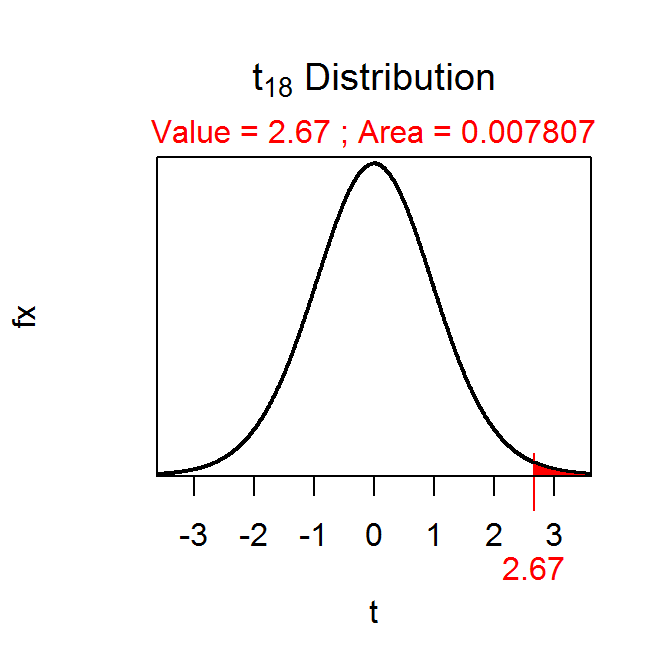 t₁₈ Distribution
Value = 2.67 ; Area = 0.007807
fx
-3 -2 -1 0 1 2 3
2.67
t